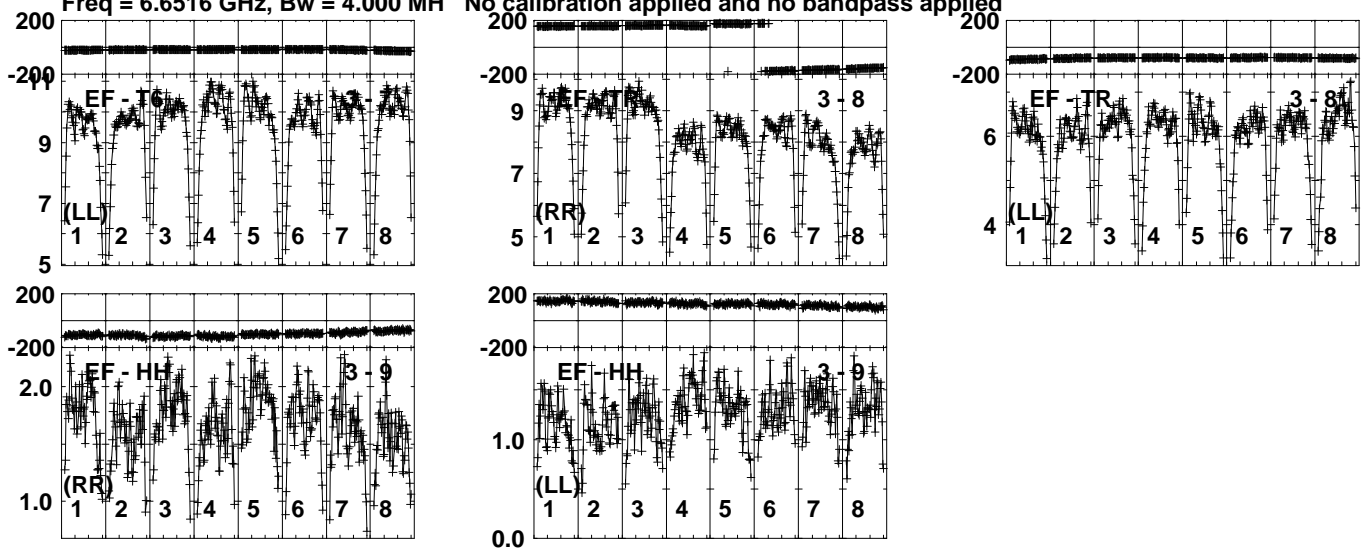 Freq = 6.6516 GHz, Bw = 4.000 MH No calibration applied and no bandpass applied
200
-200
11
9
7
5
EF - T6
3 - 7
(LL)
1 2 3 4 5 6 7 8
200
-200
9
7
5
EF - TR
3 - 8
(RR)
1 2 3 4 5 6 7 8
200
-200
6
4
EF - TR
3 - 8
(LL)
1 2 3 4 5 6 7 8
200
-200
2.0
1.0
EF - HH
3 - 9
(RR)
1 2 3 4 5 6 7 8
200
-200
1.0
0.0
EF - HH
3 - 9
(LL)
1 2 3 4 5 6 7 8